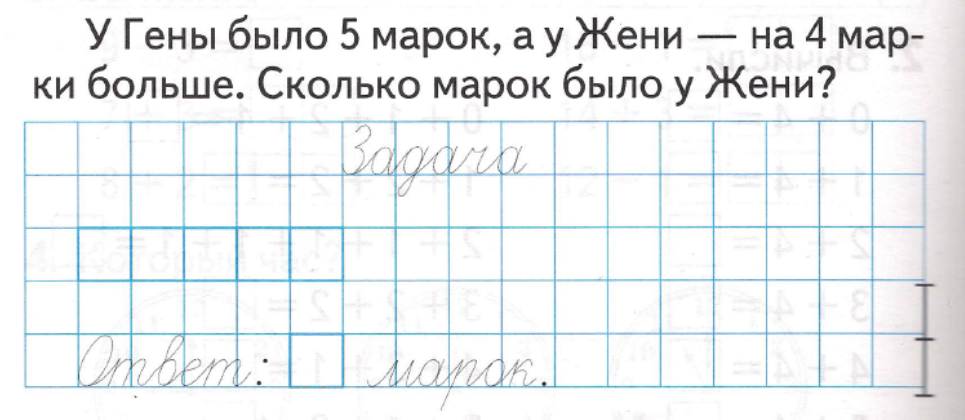 У Гены было 5 марок, а у Жени — на 4 мар-
ки больше. Сколько марок было у Жени?
Задача
Ответ: марок.